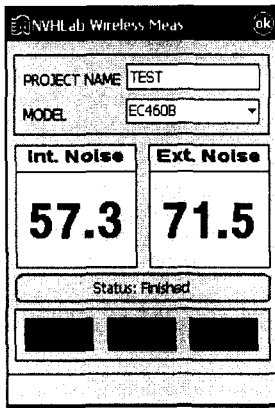 NVHLab Wireless Meas ok
PROJECT NAME TEST
MODEL EC460B
Int. Noise Ext. Noise
57.3 71.5
Status: Finished